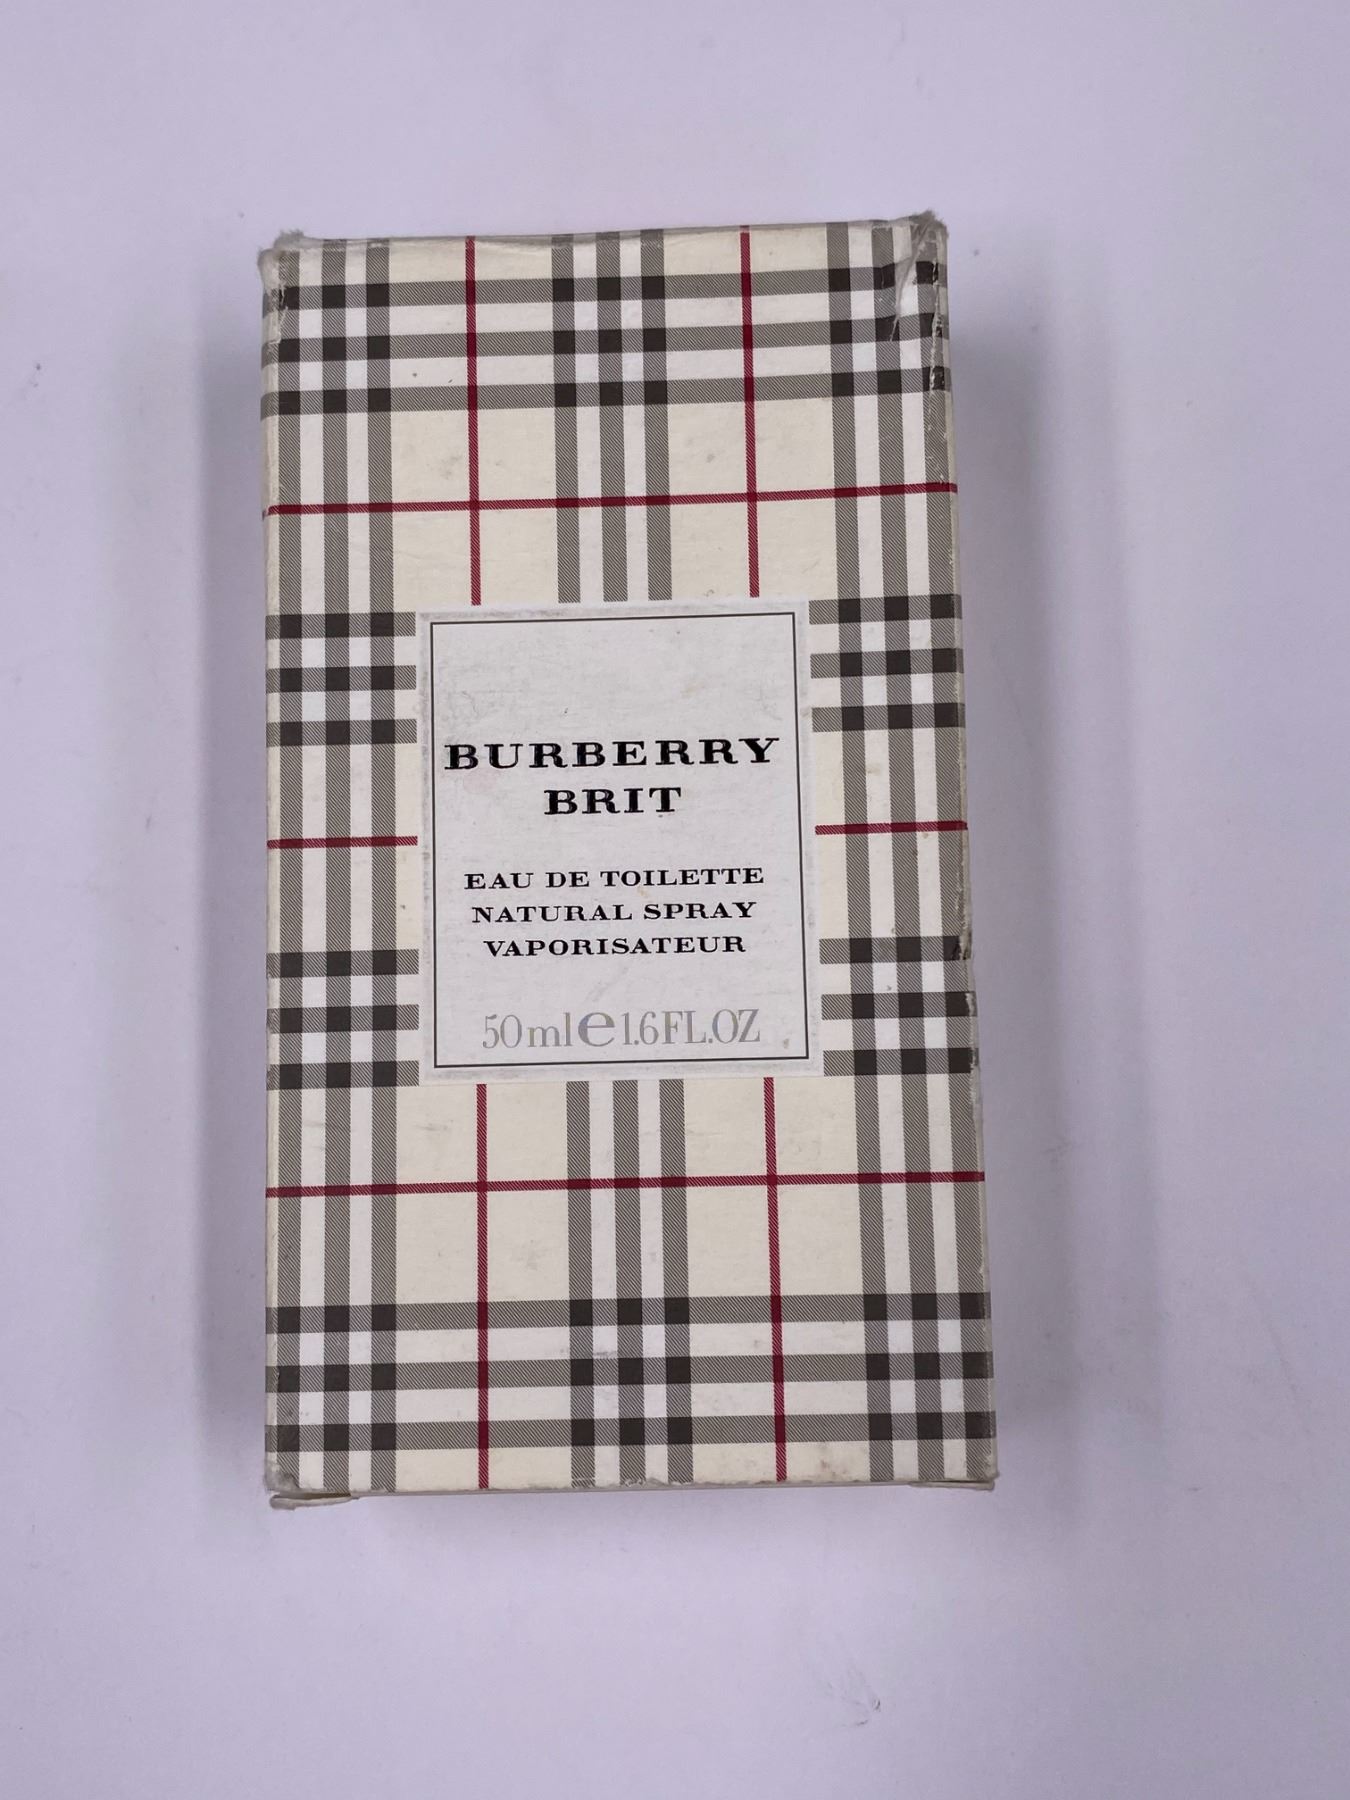 BURBERRY
BRIT
EAU DE TOILETTE
NATURAL SPRAY
VAPORISATEUR
50ml℮1.6FL.OZ